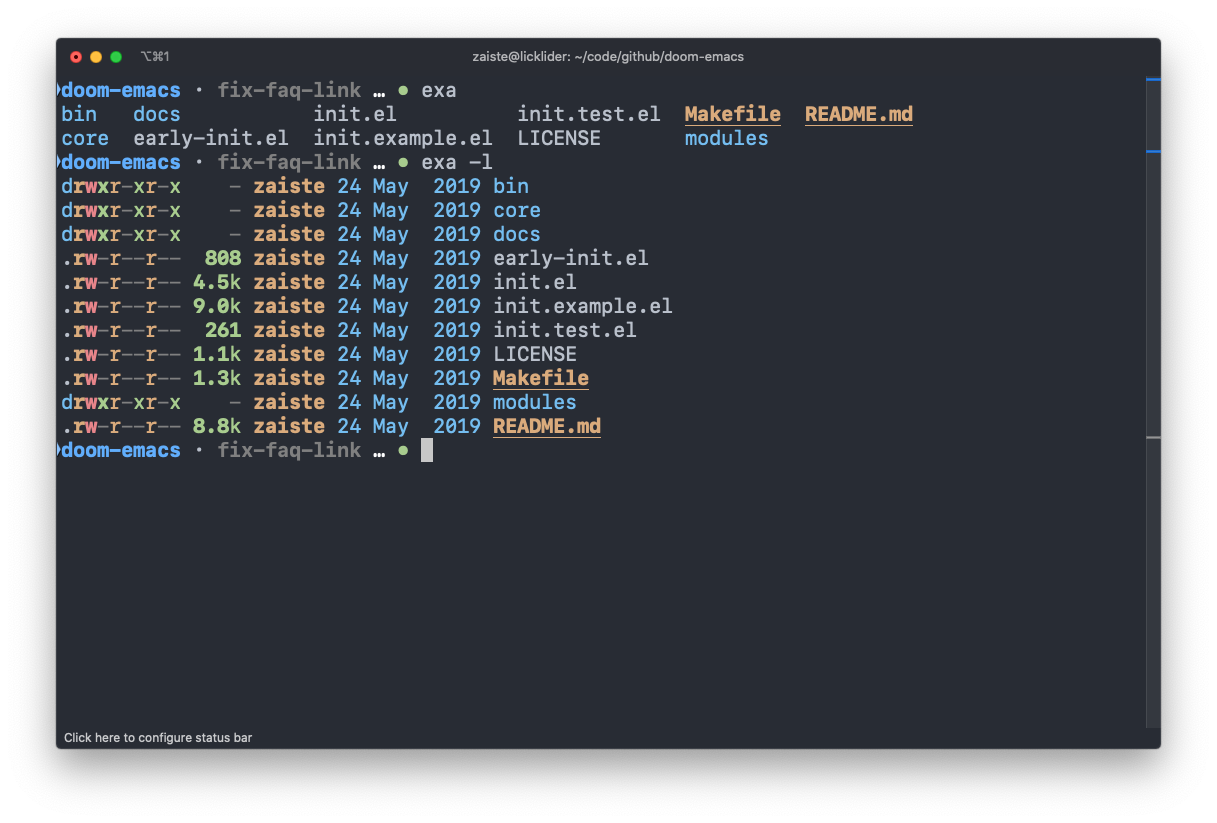 ⌥⌘1 zaiste@licklider: ~/code/github/doom-emacs
doom-emacs · fix-faq-link … ● exa
bin docs init.el init.test.el Makefile README.md
core early-init.el init.example.el LICENSE modules
doom-emacs · fix-faq-link … ● exa -l
drwxr-xr-x - zaiste 24 May 2019 bin
drwxr-xr-x - zaiste 24 May 2019 core
drwxr-xr-x - zaiste 24 May 2019 docs
.rw-r--r-- 808 zaiste 24 May 2019 early-init.el
.rw-r--r-- 4.5k zaiste 24 May 2019 init.el
.rw-r--r-- 9.0k zaiste 24 May 2019 init.example.el
.rw-r--r-- 261 zaiste 24 May 2019 init.test.el
.rw-r--r-- 1.1k zaiste 24 May 2019 LICENSE
.rw-r--r-- 1.3k zaiste 24 May 2019 Makefile
drwxr-xr-x - zaiste 24 May 2019 modules
.rw-r--r-- 8.8k zaiste 24 May 2019 README.md
doom-emacs · fix-faq-link … ●
Click here to configure status bar